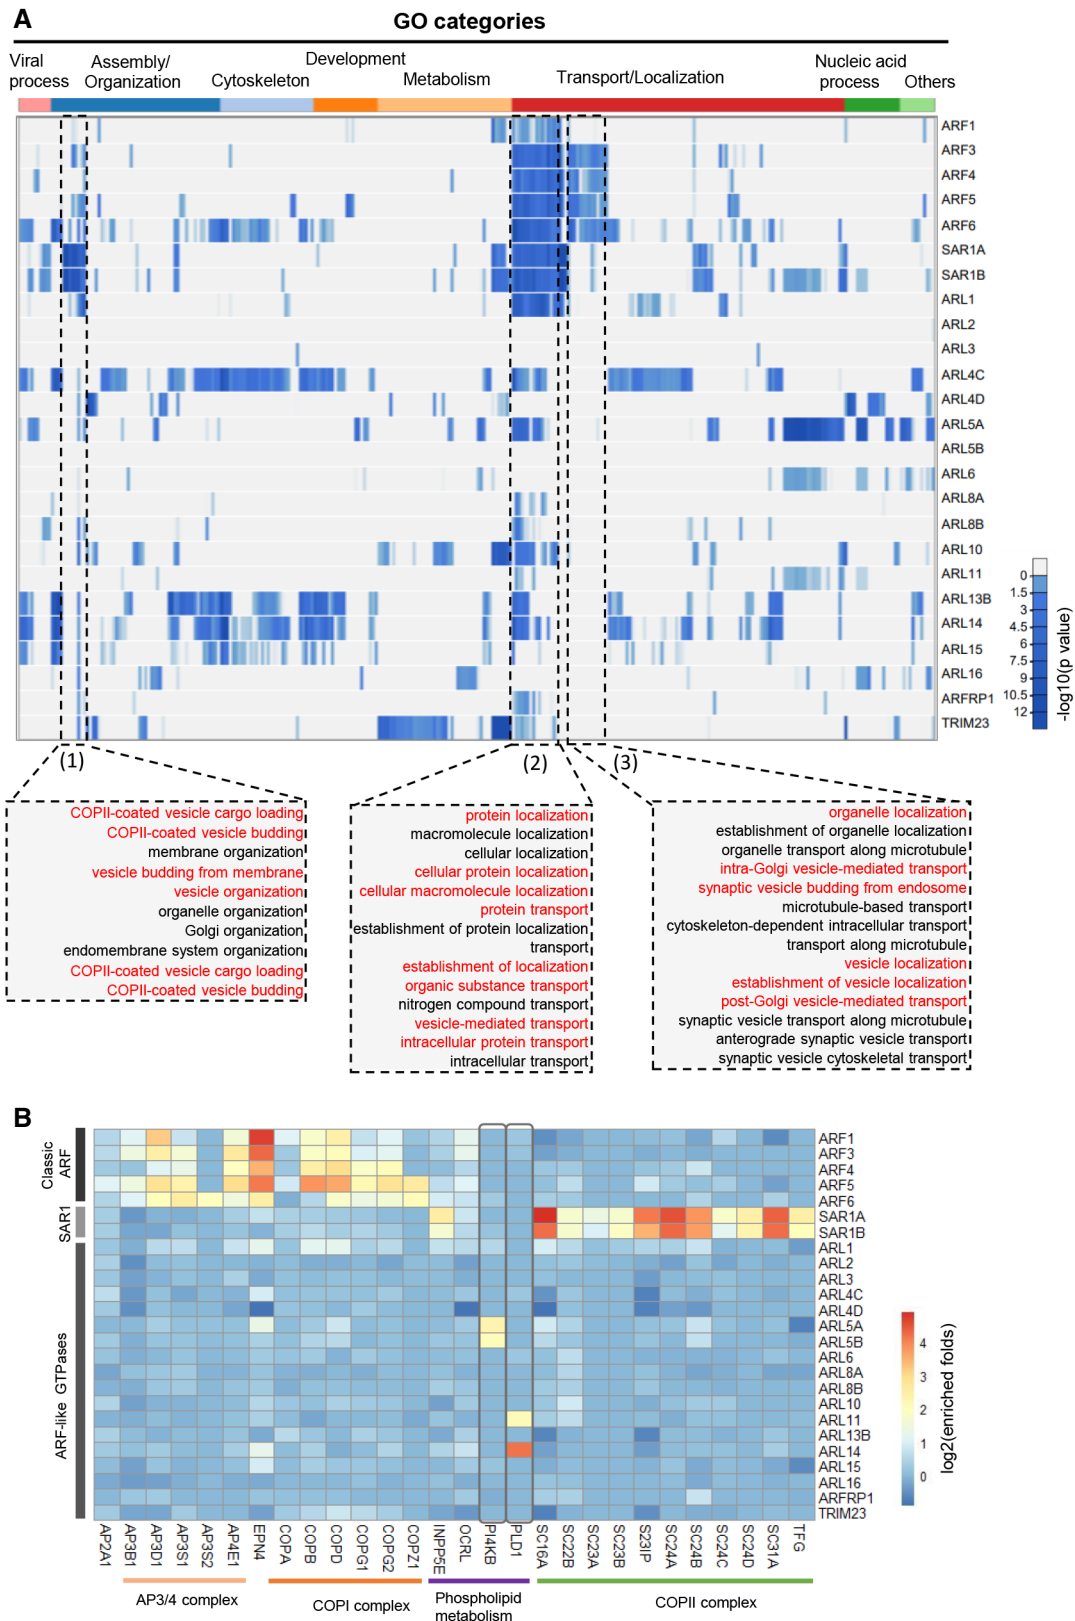 A
GO categories
Viral process
Assembly/ Organization
Cytoskeleton
Development
Metabolism
Transport/Localization
Nucleic acid process
Others
ARF1
ARF3
ARF4
ARF5
ARF6
SAR1A
SAR1B
ARL1
ARL2
ARL3
ARL4C
ARL4D
ARL5A
ARL5B
ARL6
ARL8A
ARL8B
ARL10
ARL11
ARL13B
ARL14
ARL15
ARL16
ARFRP1
TRIM23
0
1.5
3
4.5
6
7.5
9
10.5
12
-log10(p value)
(1)
(2)
(3)
COPII-coated vesicle cargo loading
COPII-coated vesicle budding
membrane organization
vesicle budding from membrane
vesicle organization
organelle organization
Golgi organization
endomembrane system organization
COPII-coated vesicle cargo loading
COPII-coated vesicle budding
protein localization
macromolecule localization
cellular localization
cellular protein localization
cellular macromolecule localization
protein transport
establishment of protein localization
transport
establishment of localization
organic substance transport
nitrogen compound transport
vesicle-mediated transport
intracellular protein transport
intracellular transport
organelle localization
establishment of organelle localization
organelle transport along microtubule
intra-Golgi vesicle-mediated transport
synaptic vesicle budding from endosome
microtubule-based transport
cytoskeleton-dependent intracellular transport
transport along microtubule
vesicle localization
establishment of vesicle localization
post-Golgi vesicle-mediated transport
synaptic vesicle transport along microtubule
anterograde synaptic vesicle transport
synaptic vesicle cytoskeletal transport
B
Classic ARF
SAR1
ARF-like GTPases
ARF1
ARF3
ARF4
ARF5
ARF6
SAR1A
SAR1B
ARL1
ARL2
ARL3
ARL4C
ARL4D
ARL5A
ARL5B
ARL6
ARL8A
ARL8B
ARL10
ARL11
ARL13B
ARL14
ARL15
ARL16
ARFRP1
TRIM23
4
3
2
1
0
log2(enriched folds)
AP2A1
AP3B1
AP3D1
AP3S1
AP3S2
AP4E1
EPN4
COPA
COPB
COPD
COPG1
COPG2
COPZ1
INPP5E
OCRL
PI4KB
PLD1
SC16A
SC22B
SC23A
SC23B
S23IP
SC24A
SC24B
SC24C
SC24D
SC31A
TFG
AP3/4 complex
COPI complex
Phospholipid metabolism
COPII complex